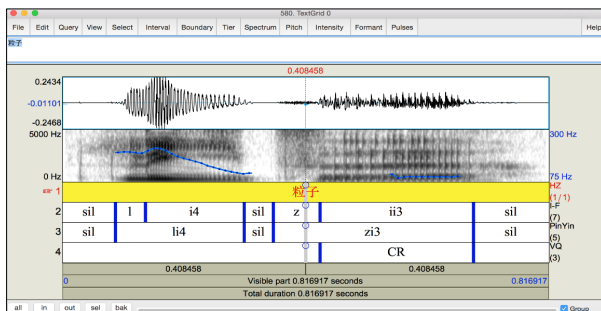 580. TextGrid 0
File Edit Query View Select Interval Boundary Tier Spectrum Pitch Intensity Formant Pulses Help
粒子
0.408458
0.2434
-0.01101
-0.2468
5000 Hz 300 Hz
0 Hz 75 Hz
1 粒子 HZ (1/1)
2 sil l i4 sil z ii3 sil I-F (7)
3 sil li4 sil zi3 sil PinYin (5)
4 CR VQ (3)
0.408458 0.408458
0 Visible part 0.816917 seconds 0.816917
Total duration 0.816917 seconds
all in out sel bak Group